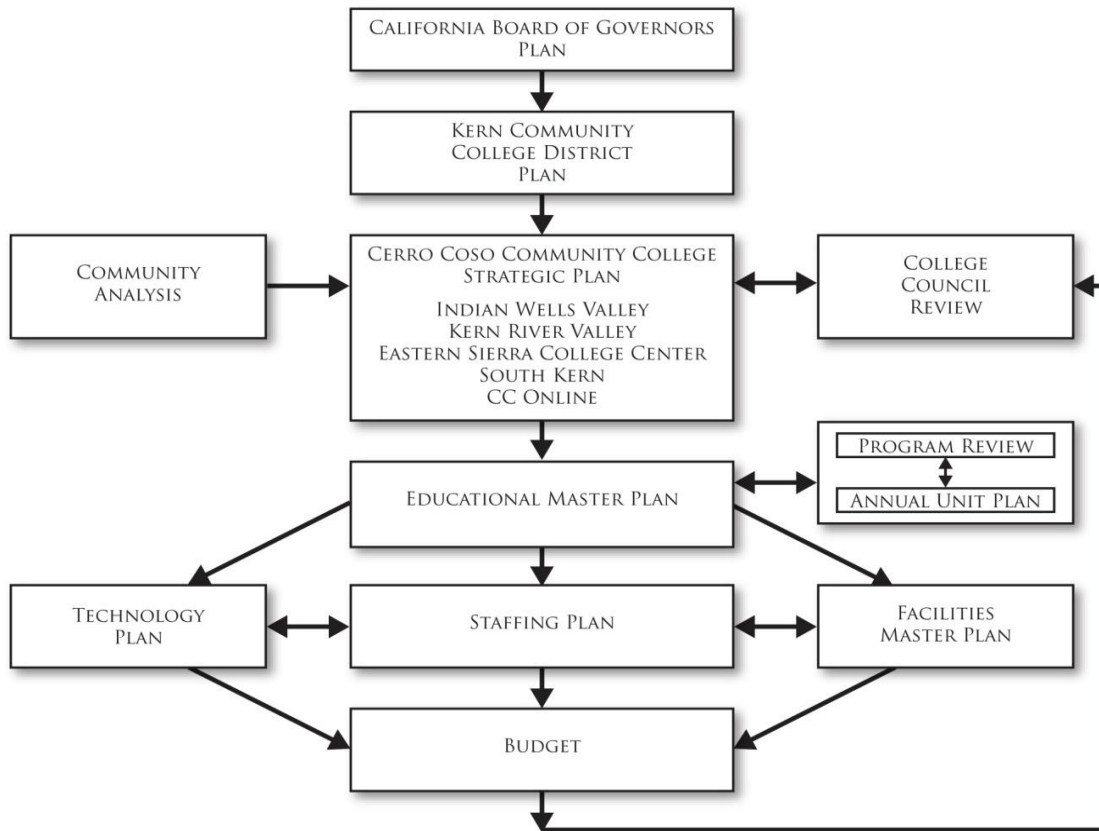 California Board of Governors
Plan
Kern Community
College District
Plan
Community
Analysis
Cerro Coso Community College
Strategic Plan
Indian Wells Valley
Kern River Valley
Eastern Sierra College Center
South Kern
CC Online
College
Council
Review
Educational Master Plan
Program Review
Annual Unit Plan
Technology
Plan
Staffing Plan
Facilities
Master Plan
Budget